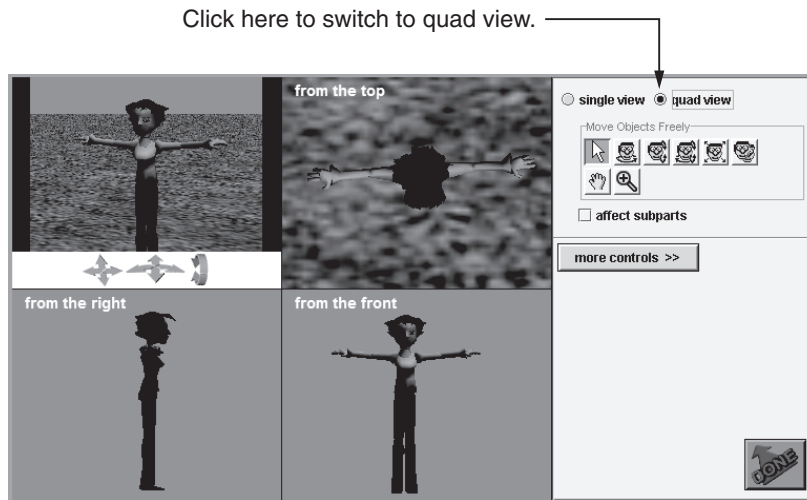 Click here to switch to quad view.
from the top
single view quad view
Move Objects Freely
affect subparts
more controls >>
from the right
from the front
DONE